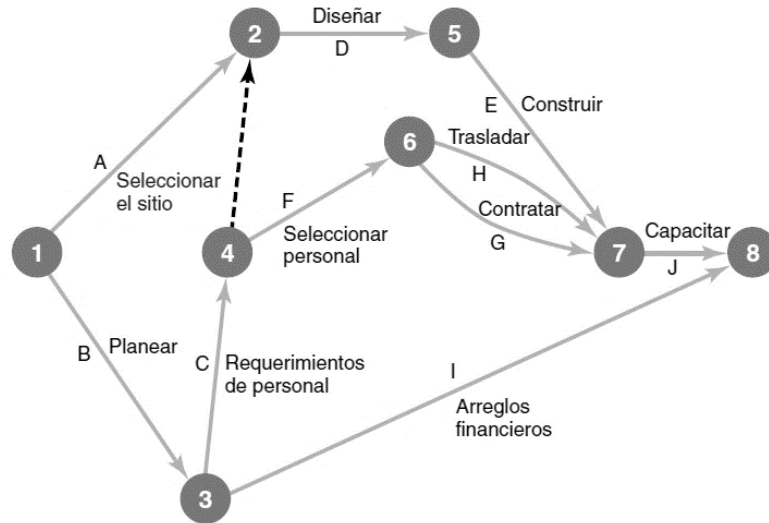 Diseñar
2
5
D
E
Construir
6
Trasladar
A
H
Seleccionar
el sitio
F
Contratar
Seleccionar
personal
G
1
4
7
Capacitar
8
J
B
Planear
C
Requerimientos
de personal
I
Arreglos
financieros
3